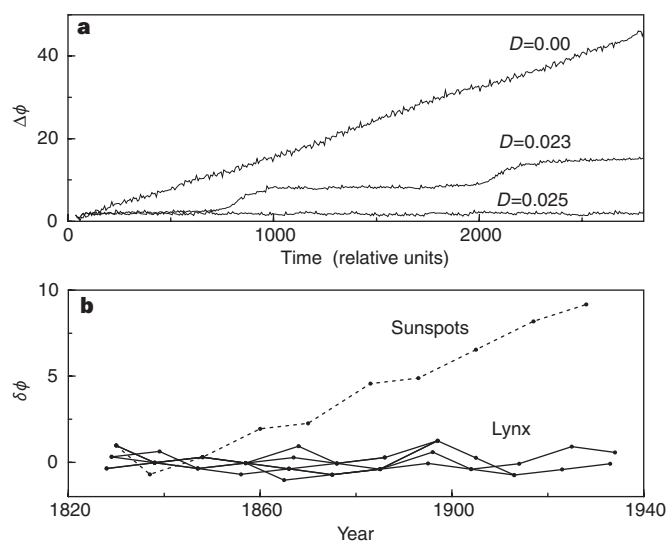 a
D=0.00
40
Δϕ
D=0.023
20
D=0.025
0
0 1000 2000
Time (relative units)
10
b
Sunspots
5
δϕ
Lynx
0
1820 1860 1900 1940
Year